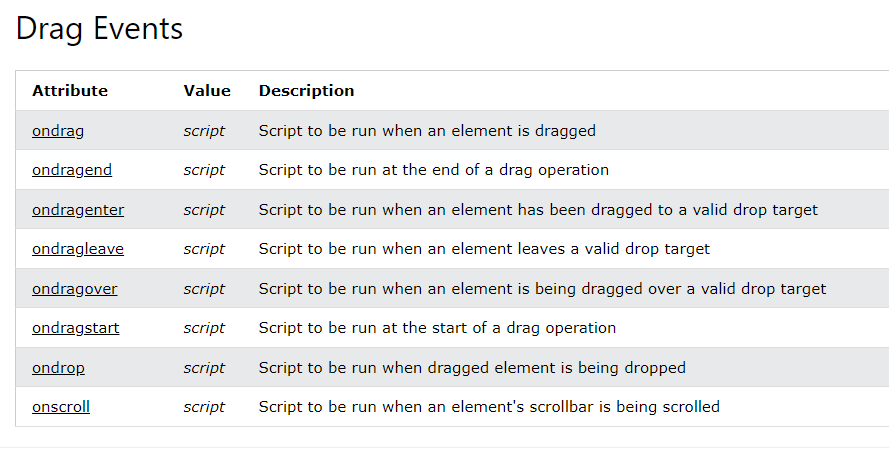 Drag Events
Attribute Value Description
ondrag script Script to be run when an element is dragged
ondragend script Script to be run at the end of a drag operation
ondragenter script Script to be run when an element has been dragged to a valid drop target
ondragleave script Script to be run when an element leaves a valid drop target
ondragover script Script to be run when an element is being dragged over a valid drop target
ondragstart script Script to be run at the start of a drag operation
ondrop script Script to be run when dragged element is being dropped
onscroll script Script to be run when an element's scrollbar is being scrolled